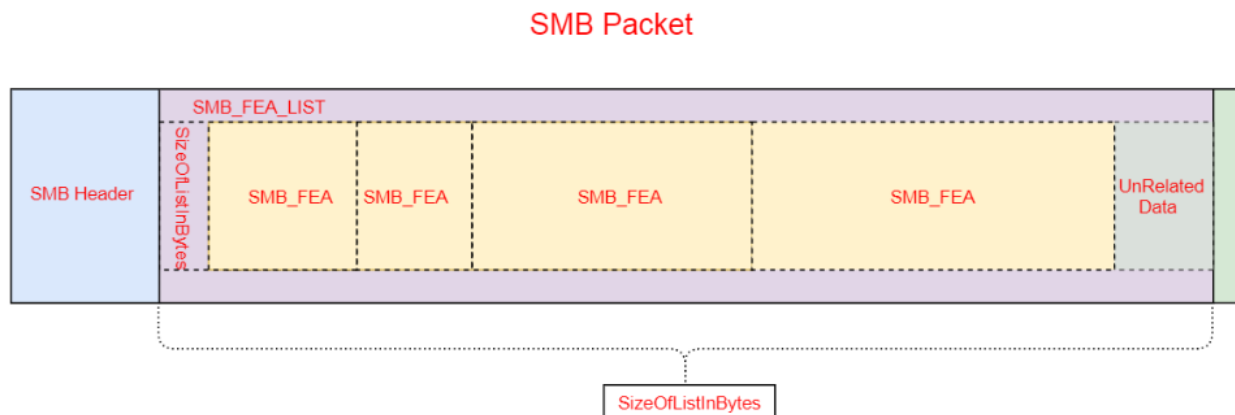 SMB Packet
SMB_FEA_LIST
SMB Header
SizeOfListInBytes
SMB_FEA
SMB_FEA
SMB_FEA
SMB_FEA
UnRelated
Data
SizeOfListInBytes